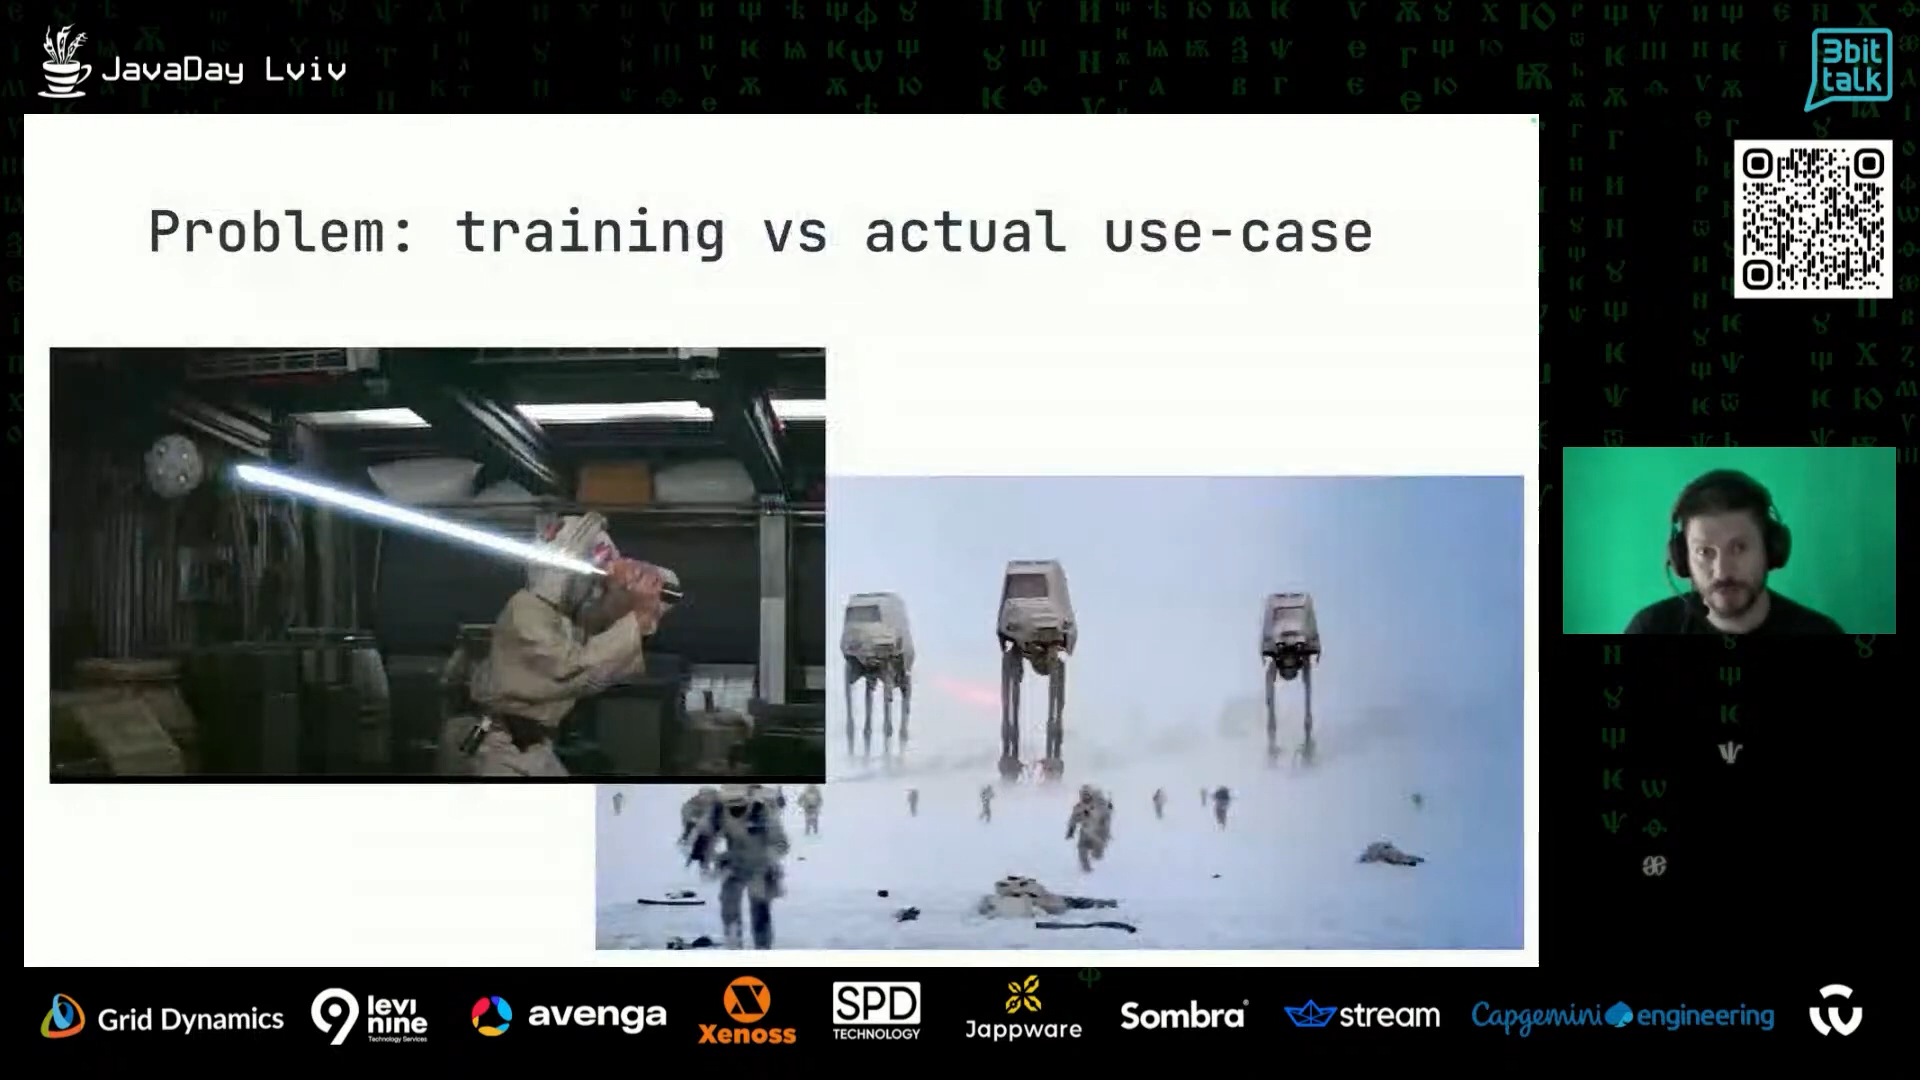 JavaDay Lviv
3bit
talk
Problem: training vs actual use-case
Grid Dynamics
levi
nine
Technology Services
avenga
Xenoss
SPD
TECHNOLOGY
Jappware
Sombra
stream
Capgemini engineering